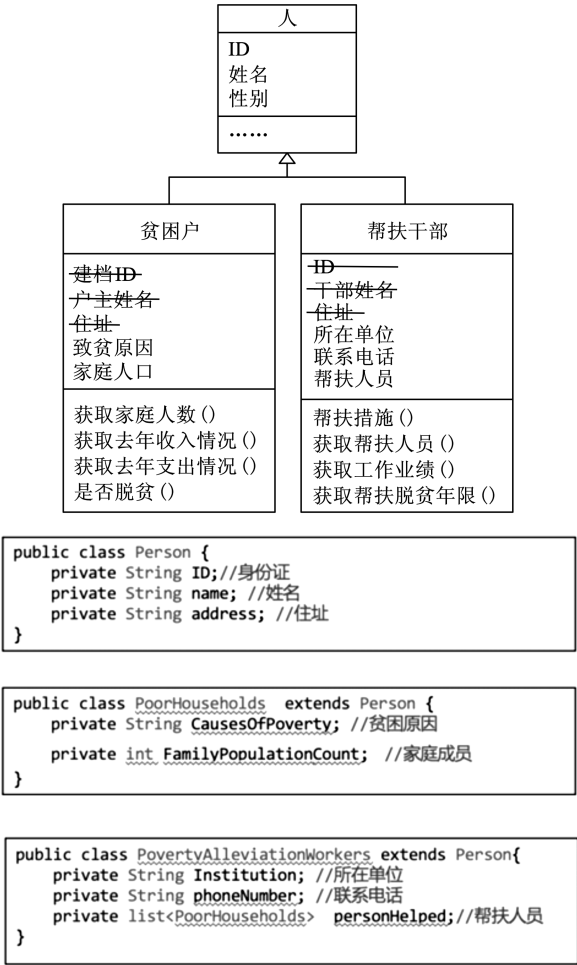 人
ID
姓名
性别
……
贫困户
建档ID
户主姓名
住址
致贫原因
家庭人口
获取家庭人数()
获取去年收入情况()
获取去年支出情况()
是否脱贫()
帮扶干部
ID
干部姓名
住址
所在单位
联系电话
帮扶人员
帮扶措施()
获取帮扶人员()
获取工作业绩()
获取帮扶脱贫年限()
public class Person {
private String ID;//身份证
private String name; //姓名
private String address; //住址
}
public class PoorHouseholds extends Person {
private String CausesOfPoverty; //贫困原因
private int FamilyPopulationCount; //家庭成员
}
public class PovertyAlleviationWorkers extends Person{
private String Institution; //所在单位
private String phoneNumber; //联系电话
private list<PoorHouseholds> personHelped;//帮扶人员
}